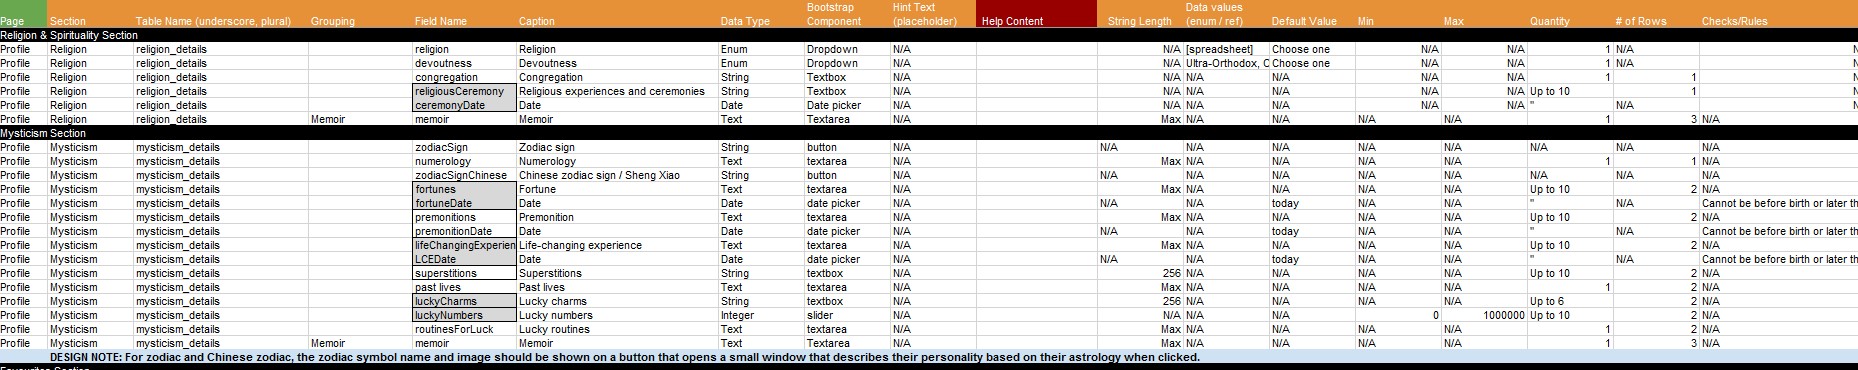 Page Section Table Name (underscore, plural) Grouping Field Name Caption Data Type Bootstrap Component Hint Text (placeholder) Help Content String Length Data values (enum / ref) Default Value Min Max Quantity # of Rows Checks/Rules
Religion & Spirituality Section
Profile Religion religion_details religion Religion Enum Dropdown N/A N/A [spreadsheet] Choose one N/A N/A 1 N/A N
Profile Religion religion_details devoutness Devoutness Enum Dropdown N/A N/A Ultra-Orthodox, C Choose one N/A N/A 1 N/A N
Profile Religion religion_details congregation Congregation String Textbox N/A N/A N/A N/A N/A N/A 1 1 N
Profile Religion religion_details religiousCeremony Religious experiences and ceremonies String Textbox N/A N/A N/A N/A N/A N/A Up to 10 1 N
Profile Religion religion_details ceremonyDate Date Date Date picker N/A N/A N/A N/A N/A N/A " N/A N
Profile Religion religion_details Memoir memoir Memoir Text Textarea N/A Max N/A N/A N/A N/A 1 3 N/A
Mysticism Section
Profile Mysticism mysticism_details zodiacSign Zodiac sign String button N/A N/A N/A N/A N/A N/A N/A N/A N/A
Profile Mysticism mysticism_details numerology Numerology Text textarea N/A Max N/A N/A N/A N/A 1 1 N/A
Profile Mysticism mysticism_details zodiacSignChinese Chinese zodiac sign / Sheng Xiao String button N/A N/A N/A N/A N/A N/A N/A N/A N/A
Profile Mysticism mysticism_details fortunes Fortune Text textarea N/A Max N/A N/A N/A N/A Up to 10 2 N/A
Profile Mysticism mysticism_details fortuneDate Date Date date picker N/A N/A N/A today N/A N/A " N/A Cannot be before birth or later th
Profile Mysticism mysticism_details premonitions Premonition Text textarea N/A Max N/A N/A N/A N/A Up to 10 2 N/A
Profile Mysticism mysticism_details premonitionDate Date Date date picker N/A N/A N/A today N/A N/A " N/A Cannot be before birth or later th
Profile Mysticism mysticism_details lifeChangingExperien Life-changing experience Text textarea N/A Max N/A N/A N/A N/A Up to 10 2 N/A
Profile Mysticism mysticism_details LCEDate Date Date date picker N/A N/A N/A today N/A N/A " N/A Cannot be before birth or later th
Profile Mysticism mysticism_details superstitions Superstitions String textbox N/A 256 N/A N/A N/A N/A Up to 10 2 N/A
Profile Mysticism mysticism_details past lives Past lives Text textarea N/A Max N/A N/A N/A N/A 1 2 N/A
Profile Mysticism mysticism_details luckyCharms Lucky charms String textbox N/A 256 N/A N/A N/A N/A Up to 6 2 N/A
Profile Mysticism mysticism_details luckyNumbers Lucky numbers Integer slider N/A N/A N/A N/A 0 1000000 Up to 10 2 N/A
Profile Mysticism mysticism_details routinesForLuck Lucky routines Text textarea N/A Max N/A N/A N/A N/A 1 2 N/A
Profile Mysticism mysticism_details Memoir memoir Memoir Text Textarea N/A Max N/A N/A N/A N/A 1 3 N/A
DESIGN NOTE: For zodiac and Chinese zodiac, the zodiac symbol name and image should be shown on a button that opens a small window that describes their personality based on their astrology when clicked.